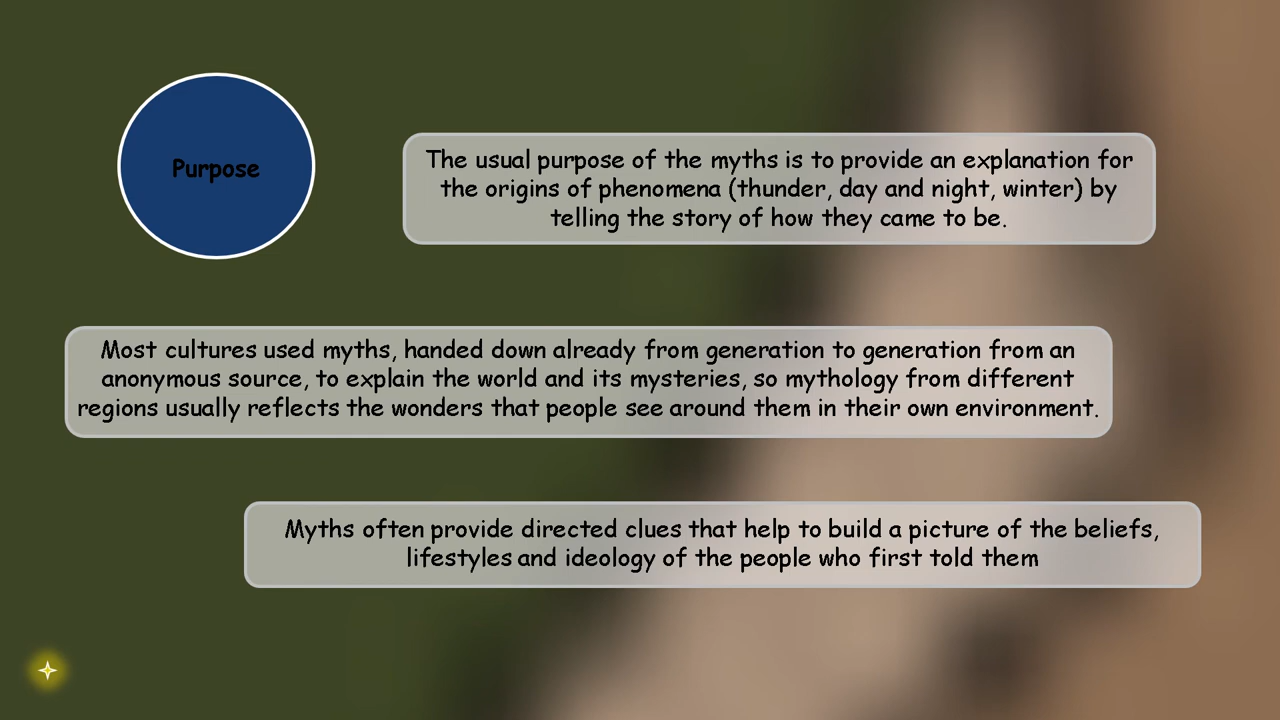 Purpose
The usual purpose of the myths is to provide an explanation for
the origins of phenomena (thunder, day and night, winter) by
telling the story of how they came to be.
Most cultures used myths, handed down already from generation to generation from an
anonymous source, to explain the world and its mysteries, so mythology from different
regions usually reflects the wonders that people see around them in their own environment.
Myths often provide directed clues that help to build a picture of the beliefs,
lifestyles and ideology of the people who first told them